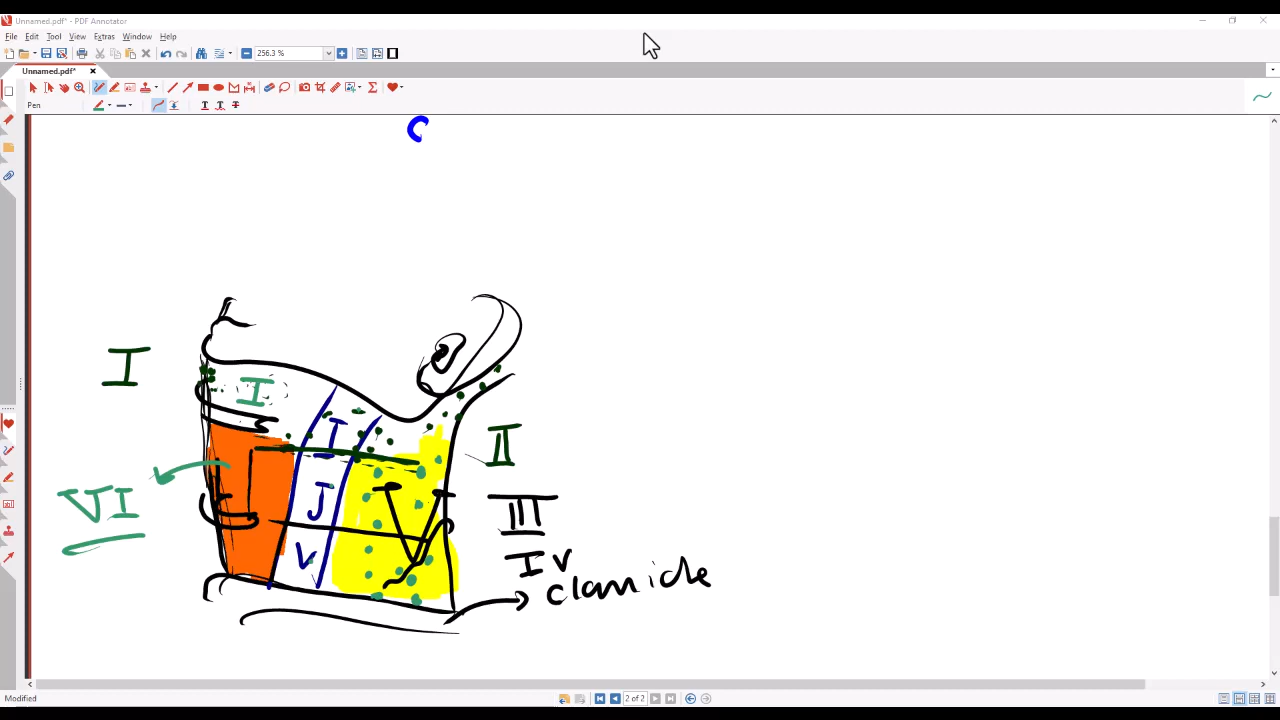 Unnamed.pdf* - PDF Annotator
File Edit Tool View Extras Window Help
256.3 %
Unnamed.pdf*
Pen
C
I
I
I
II
J
V
VI
III
V
IV
clanicle
Modified
2 of 2